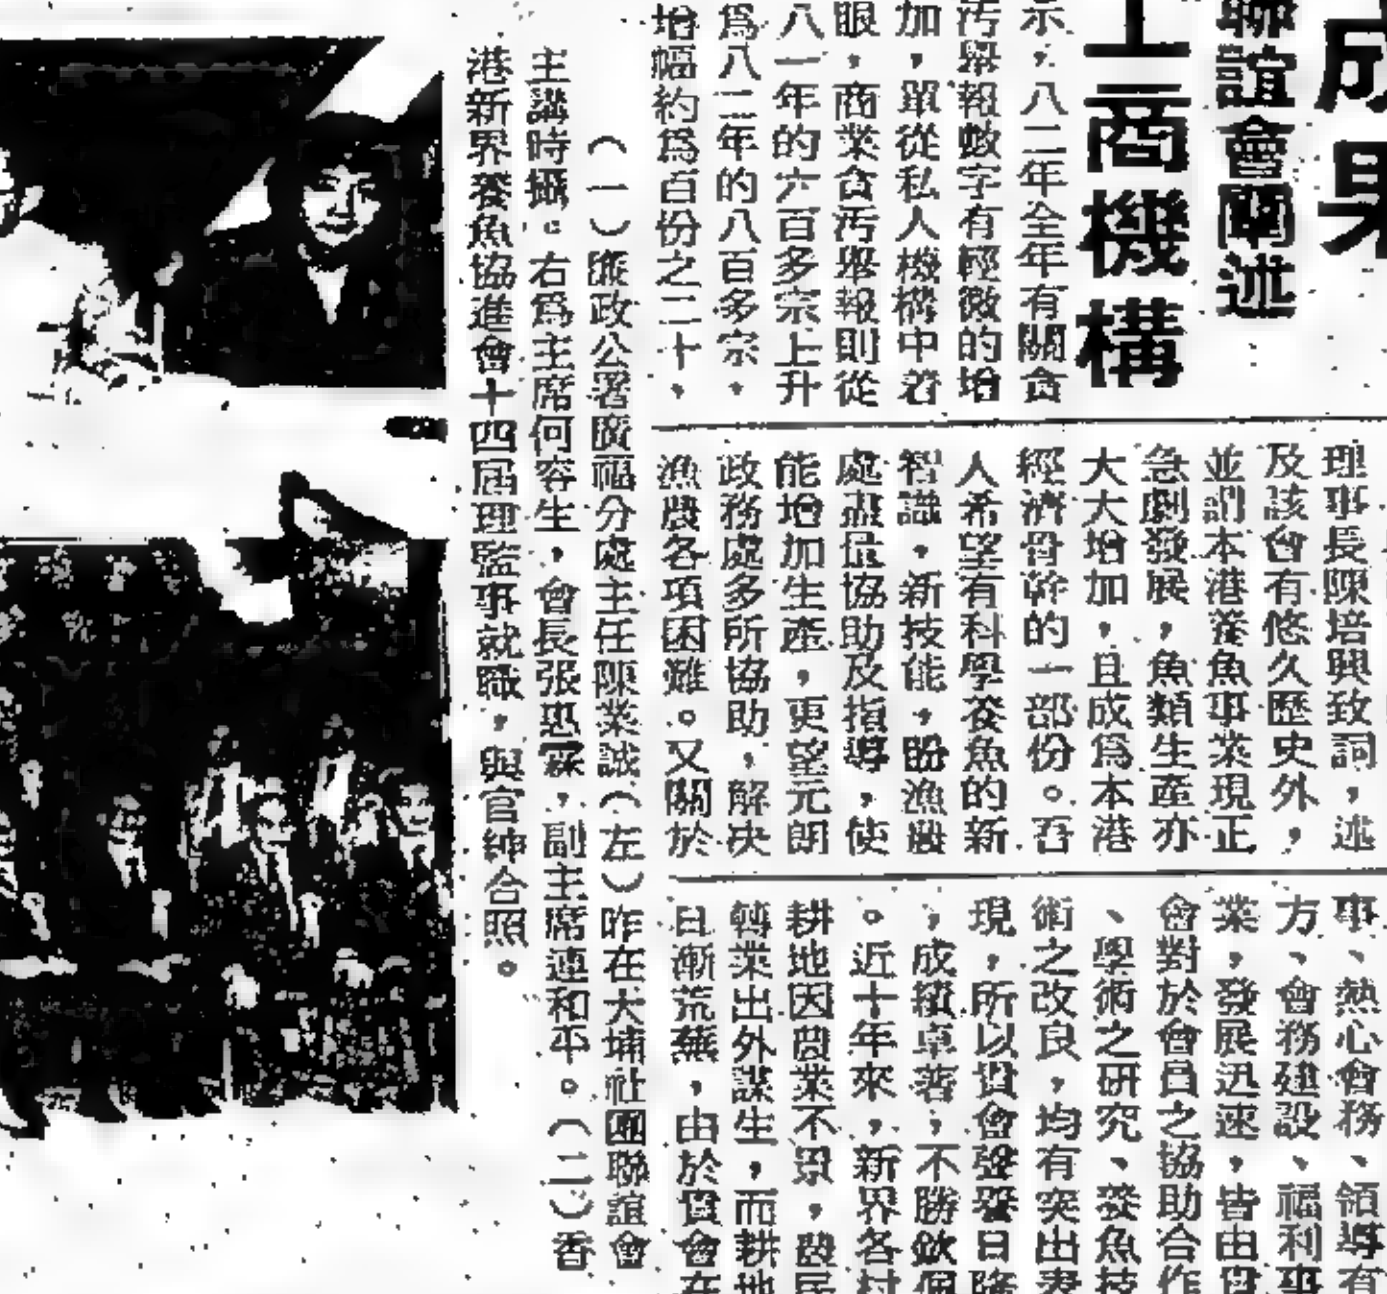 成果
聯誼會闡述
工商機構
示，八二年全年有關貪
污舉報數字有輕微的增
加，單從私人機構中着
眼，商業貪污舉報則從
八一年的六百多宗上升
為八二年的八百多宗，
增幅約為百份之二十，
理事長陳培興致詞，述
及該會有悠久歷史外，
並謂本港養魚事業現正
急劇發展，魚類生產亦
大大增加，且成為本港
經濟骨幹的一部份。吾
人希望有科學養魚的新
智識，新技能，盼漁農
處盡量協助及指導，使
能增加生產，更望元朗
政務處多所協助，解决
漁農各項困難。又關於
事、熱心會務、領導有
方、會務建設、福利事
業，發展迅速，皆由貴
會對於會員之協助合作
、學術之研究、養魚技
術之改良，均有突出表
現，所以貴會聲譽日隆
，成績卓著，不勝欽佩
。近十年來，新界各村
耕地因農業不景，農民
轉業出外謀生，而耕地
日漸荒蕪，由於貴會在
（一）廉政公署廣福分處主任陳業誠（左）昨在大埔社團聯誼會
主講時攝。右為主席何容生，會長張恐霖，副主席連和平。（二）香
港新界養魚協進會十四屆理監事就職，與官紳合照。